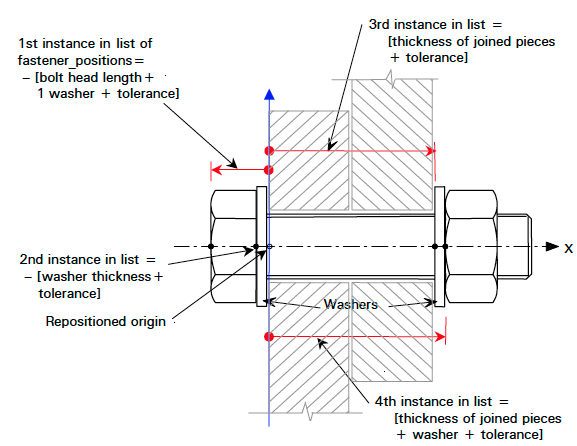 3rd instance in list =
[thickness of joined pieces
+ tolerance]
1st instance in list of
fastener_positions=
– [bolt head length+
1 washer + tolerance]
X
2nd instance in list =
– [washer thickness+
tolerance]
Washers
Repositioned origin
4th instance in list =
[thickness of joined pieces
+ washer + tolerance]